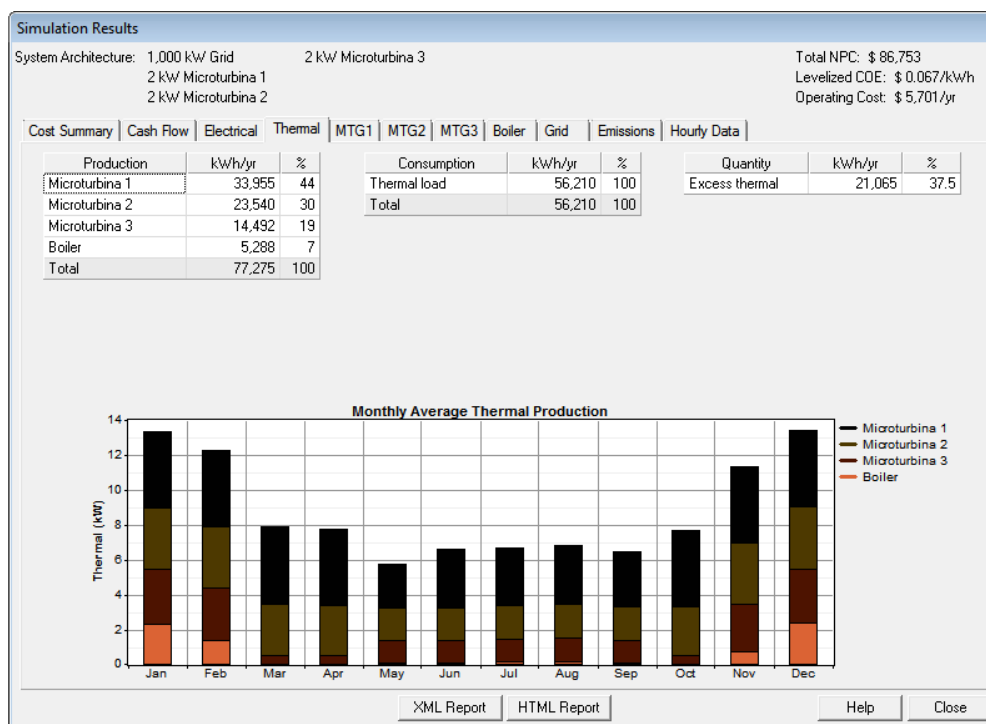 Simulation Results
System Architecture: 1,000 kW Grid 2 kW Microturbina 3
2 kW Microturbina 1
2 kW Microturbina 2
Total NPC: $ 86,753
Levelized COE: $ 0.067/kWh
Operating Cost: $ 5,701/yr
Cost Summary Cash Flow Electrical Thermal MTG1 MTG2 MTG3 Boiler Grid Emissions Hourly Data
Production kWh/yr %
Microturbina 1 33,955 44
Microturbina 2 23,540 30
Microturbina 3 14,492 19
Boiler 5,288 7
Total 77,275 100
Consumption kWh/yr %
Thermal load 56,210 100
Total 56,210 100
Quantity kWh/yr %
Excess thermal 21,065 37.5
Monthly Average Thermal Production
Thermal (kW)
14
12
10
8
6
4
2
0
Jan Feb Mar Apr May Jun Jul Aug Sep Oct Nov Dec
Microturbina 1
Microturbina 2
Microturbina 3
Boiler
XML Report HTML Report Help Close